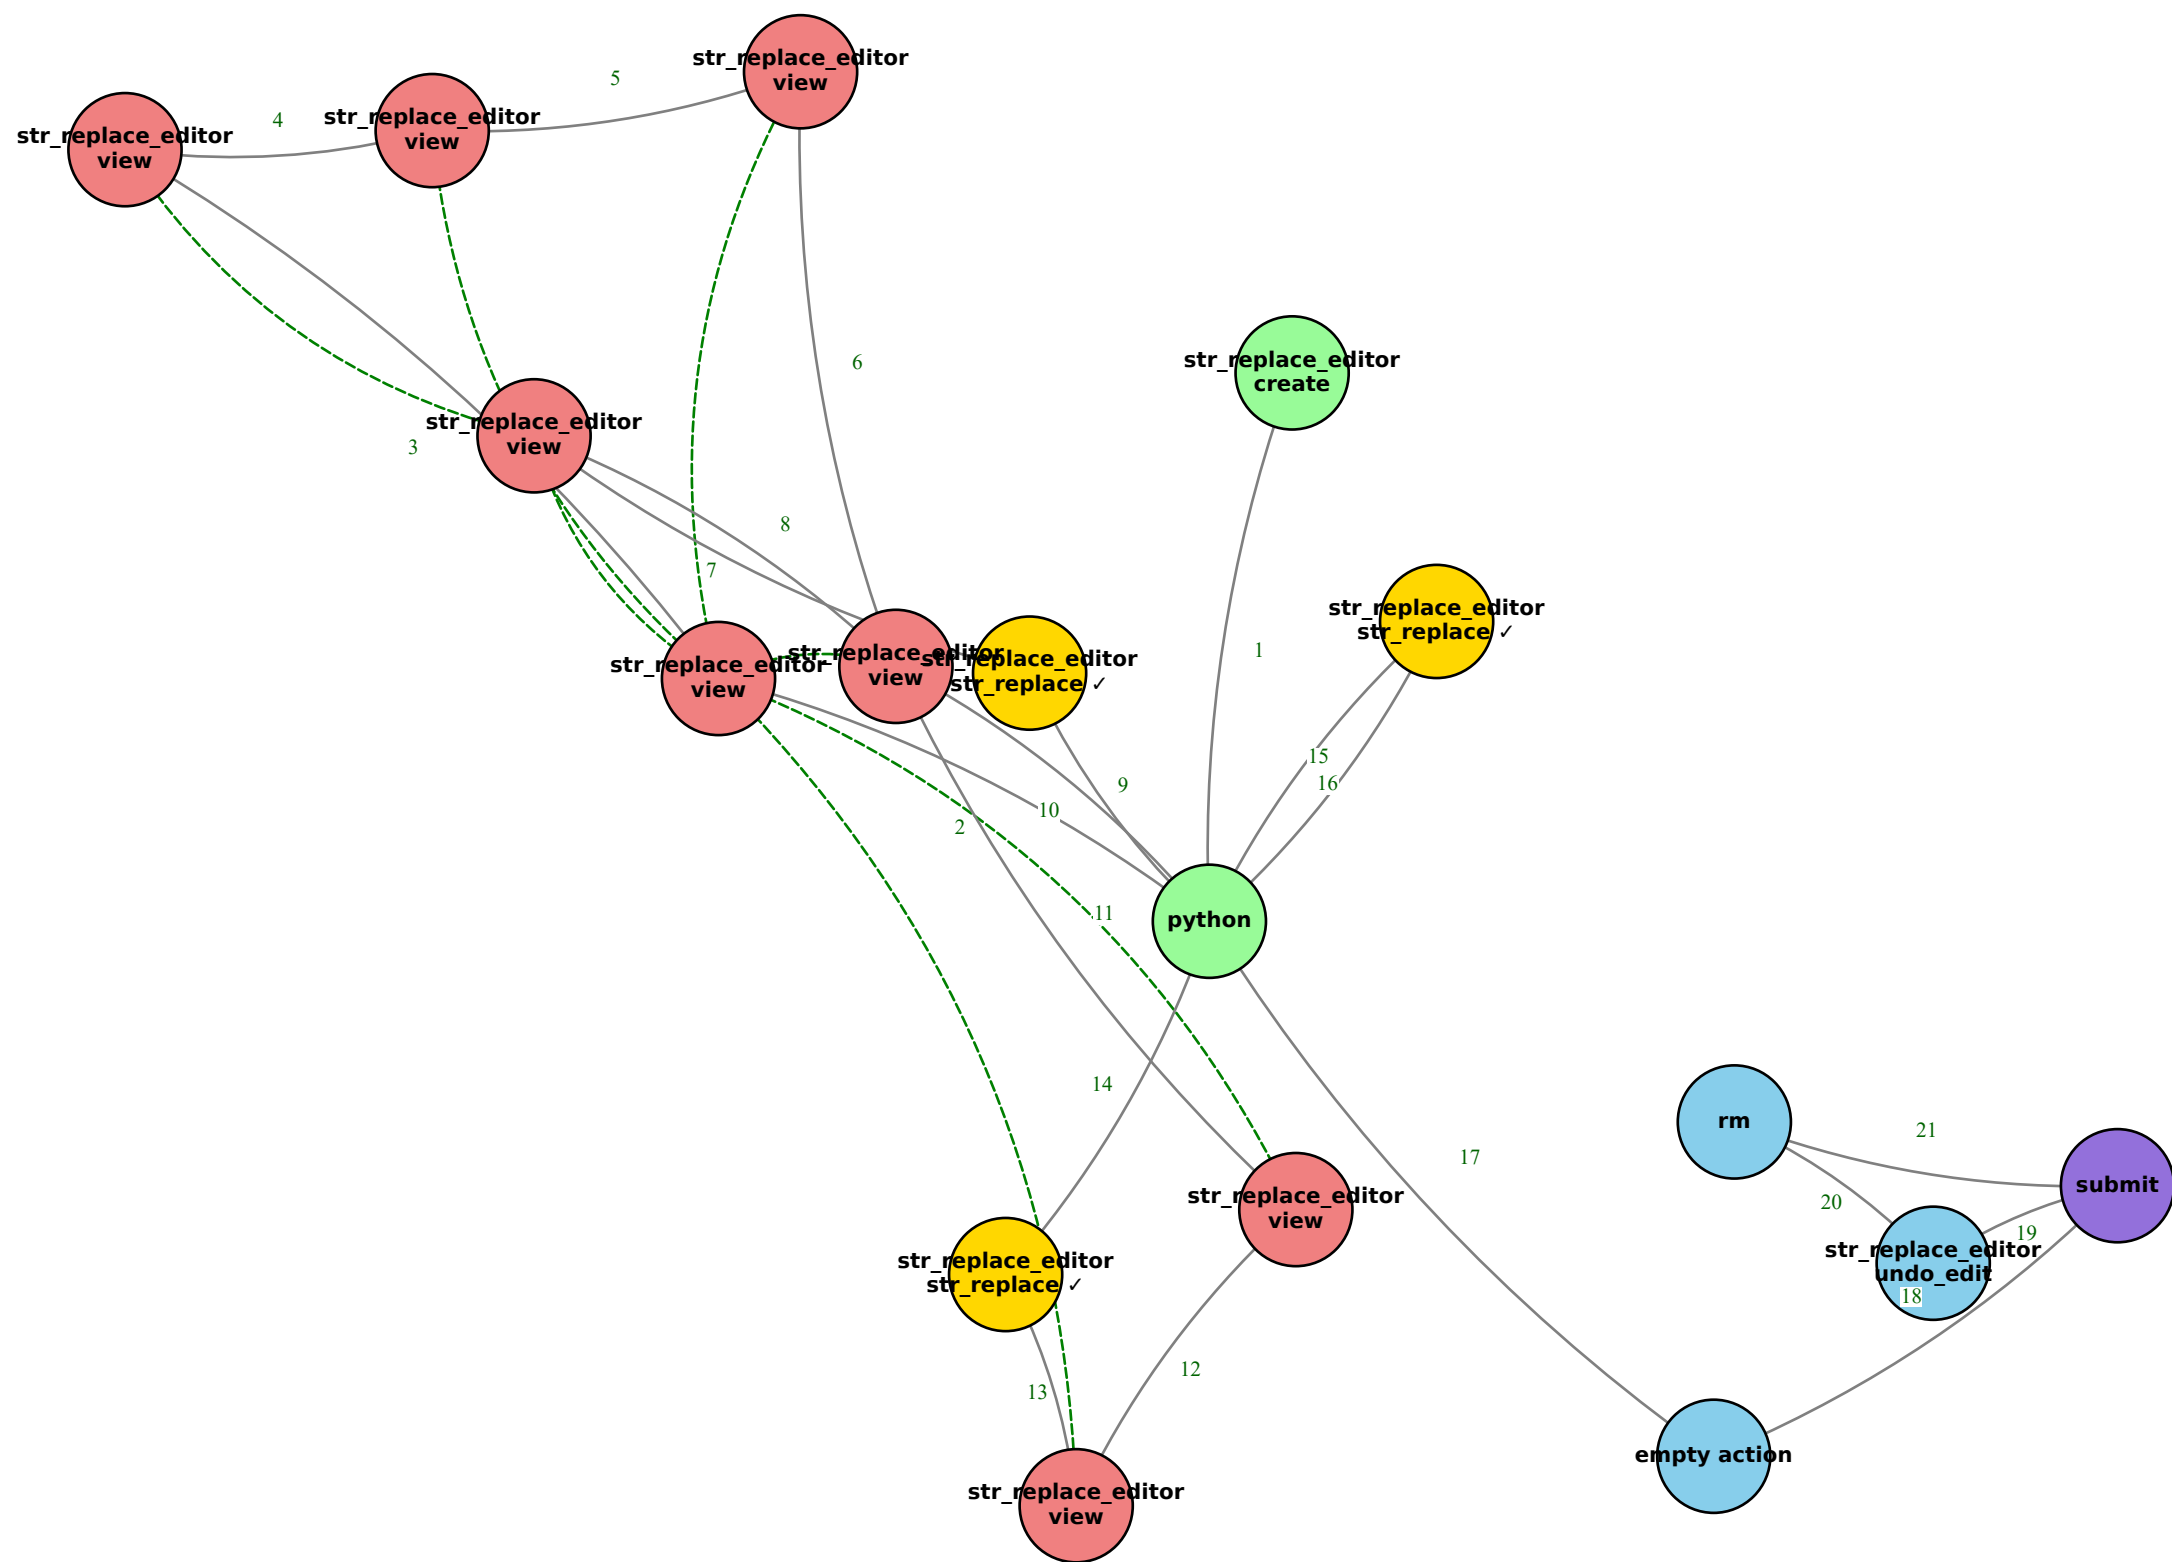 str_replace_editor
view
5
str_replace_editor
view
4
str_replace_editor
view
str_replace_editor
create
6
str_replace_editor
view
3
8
7
str_replace_editor
str_replace ✓
1
str_replace_editor
view
str_replace_editor
view
str_replace_editor
str_replace ✓
15
16
9
10
2
11
python
14
rm
21
17
submit
str_replace_editor
view
20
19
str_replace_editor
undo_edit
18
str_replace_editor
str_replace ✓
12
13
empty action
str_replace_editor
view